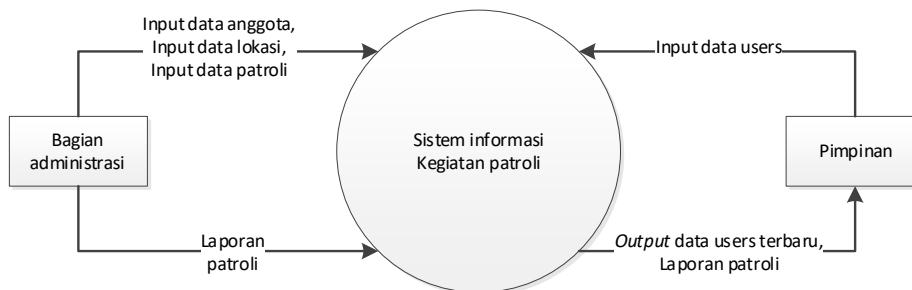 Input data anggota,
Input data lokasi,
Input data patroli
Input data users
Bagian
administrasi
Sistem informasi
Kegiatan patroli
Pimpinan
Laporan
patroli
Output data users terbaru,
Laporan patroli